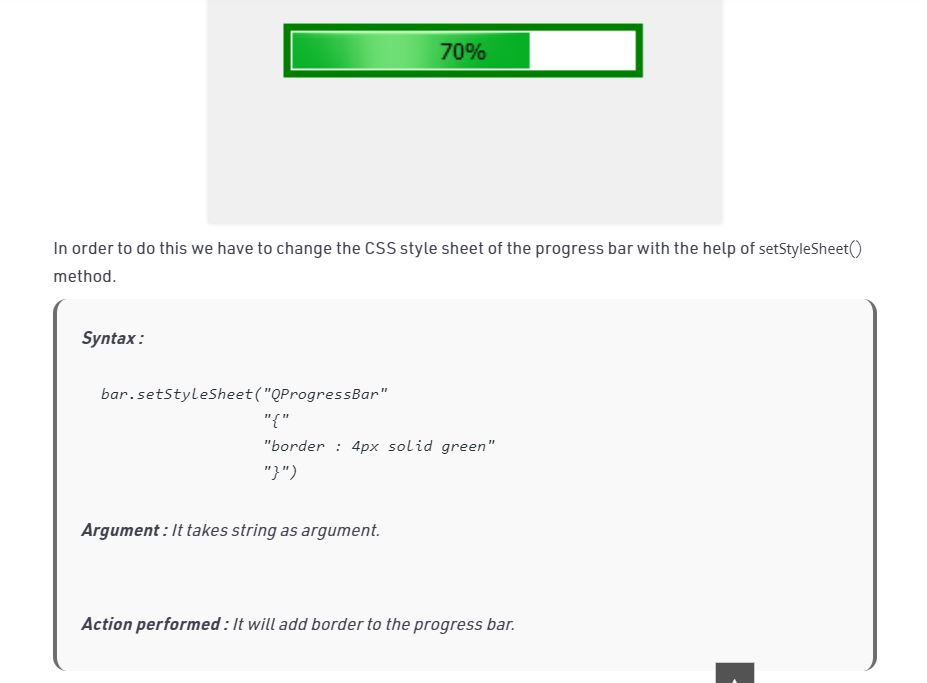 70%
In order to do this we have to change the CSS style sheet of the progress bar with the help of setStyleSheet()
method.
Syntax :
bar.setStyleSheet("QProgressBar"
"{"
"border : 4px solid green"
"}")
Argument : It takes string as argument.
Action performed : It will add border to the progress bar.